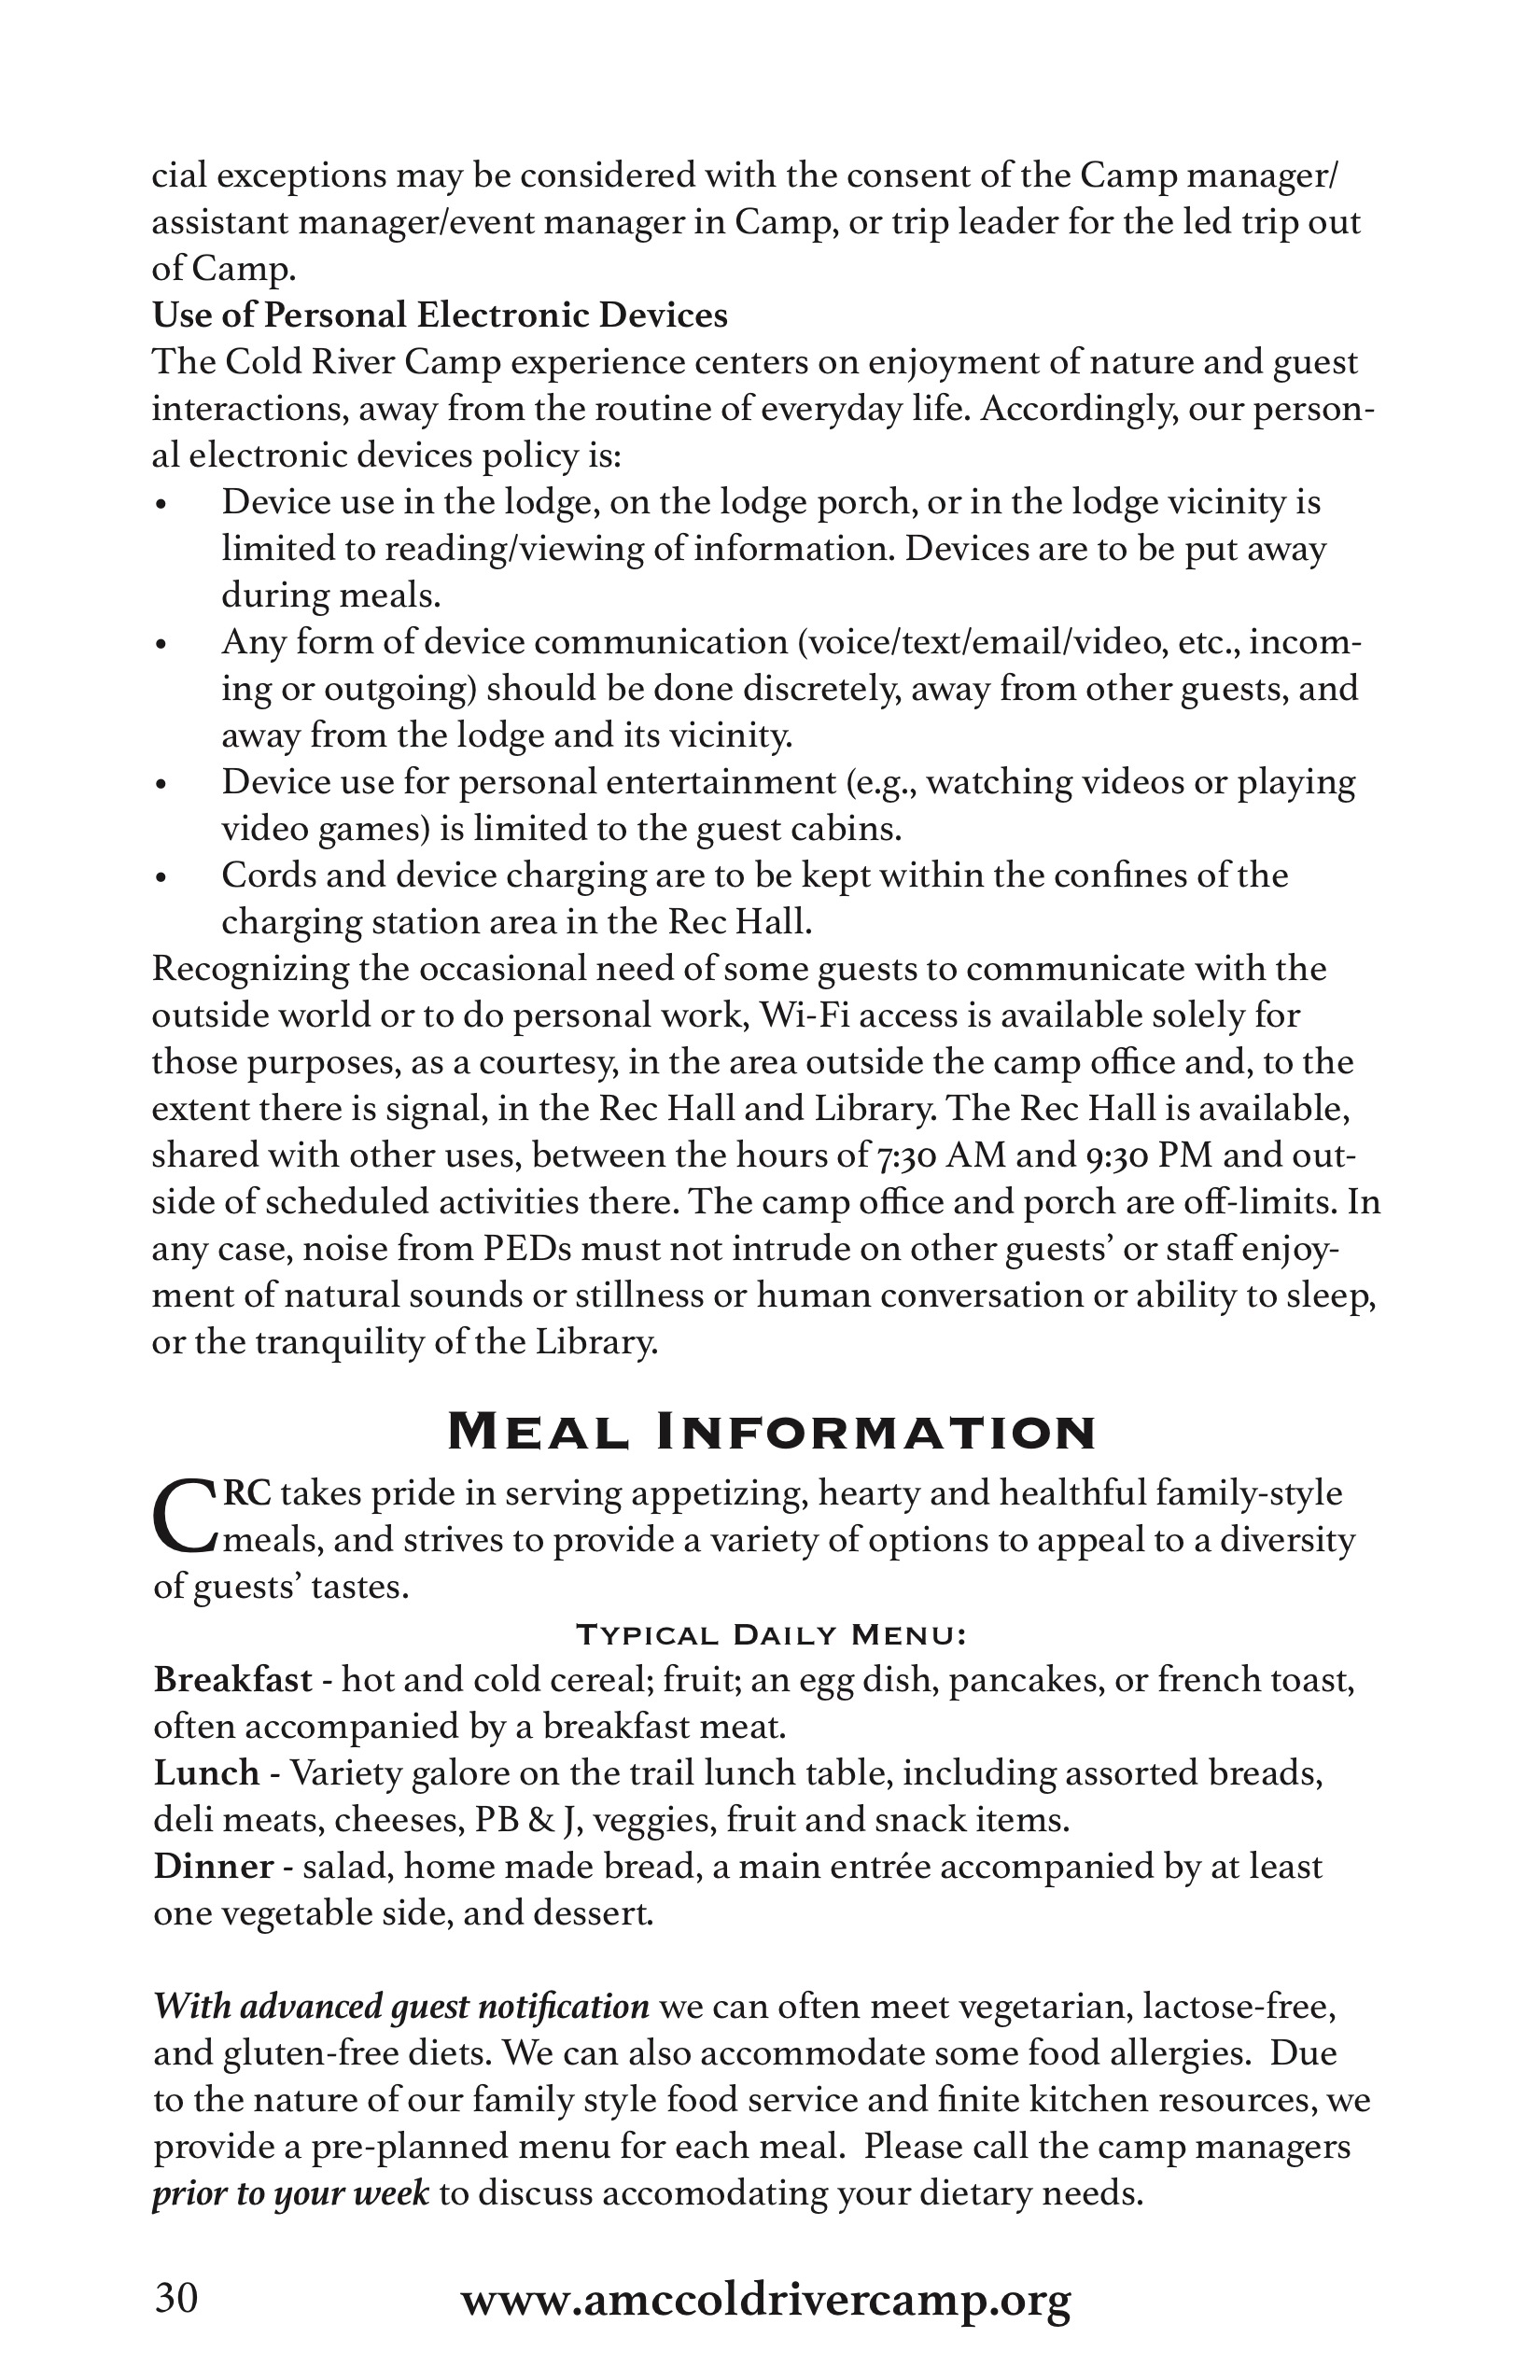 cial exceptions may be considered with the consent of the Camp manager/
assistant manager/event manager in Camp, or trip leader for the led trip out
of Camp.
Use of Personal Electronic Devices
The Cold River Camp experience centers on enjoyment of nature and guest
interactions, away from the routine of everyday life. Accordingly, our person-
al electronic devices policy is:
• Device use in the lodge, on the lodge porch, or in the lodge vicinity is
limited to reading/viewing of information. Devices are to be put away
during meals.
• Any form of device communication (voice/text/email/video, etc., incom-
ing or outgoing) should be done discretely, away from other guests, and
away from the lodge and its vicinity.
• Device use for personal entertainment (e.g., watching videos or playing
video games) is limited to the guest cabins.
• Cords and device charging are to be kept within the confines of the
charging station area in the Rec Hall.
Recognizing the occasional need of some guests to communicate with the
outside world or to do personal work, Wi-Fi access is available solely for
those purposes, as a courtesy, in the area outside the camp office and, to the
extent there is signal, in the Rec Hall and Library. The Rec Hall is available,
shared with other uses, between the hours of 7:30 AM and 9:30 PM and out-
side of scheduled activities there. The camp office and porch are off-limits. In
any case, noise from PEDs must not intrude on other guests’ or staff enjoy-
ment of natural sounds or stillness or human conversation or ability to sleep,
or the tranquility of the Library.
Meal Information
CRC takes pride in serving appetizing, hearty and healthful family-style
meals, and strives to provide a variety of options to appeal to a diversity
of guests’ tastes.
Typical Daily Menu:
Breakfast - hot and cold cereal; fruit; an egg dish, pancakes, or french toast,
often accompanied by a breakfast meat.
Lunch - Variety galore on the trail lunch table, including assorted breads,
deli meats, cheeses, PB & J, veggies, fruit and snack items.
Dinner - salad, home made bread, a main entrée accompanied by at least
one vegetable side, and dessert.
With advanced guest notification we can often meet vegetarian, lactose-free,
and gluten-free diets. We can also accommodate some food allergies.  Due
to the nature of our family style food service and finite kitchen resources, we
provide a pre-planned menu for each meal.  Please call the camp managers
prior to your week to discuss accomodating your dietary needs.
30 www.amccoldrivercamp.org